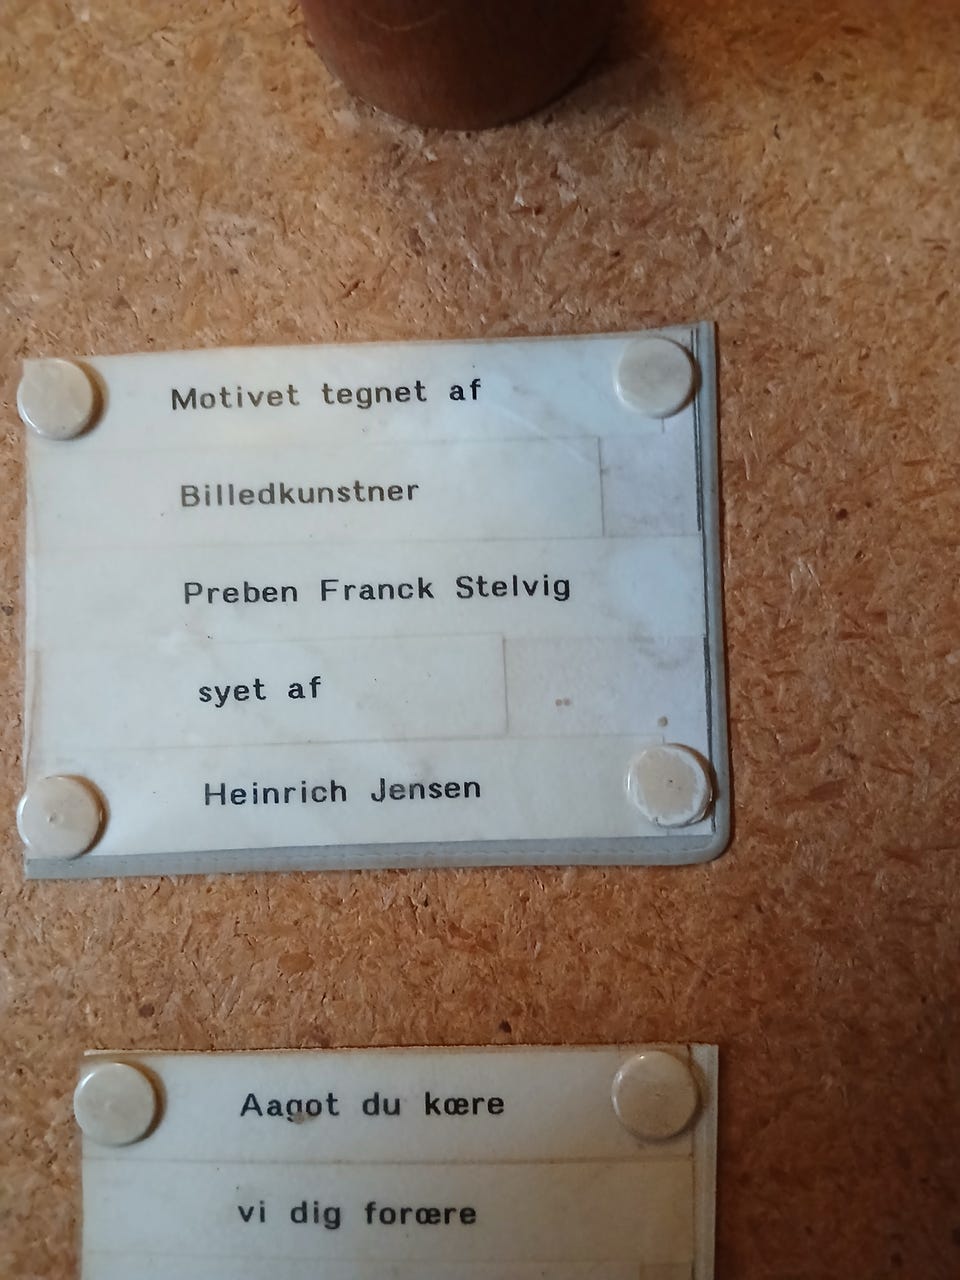 Motivet tegnet af
Billedkunstner
Preben Franck Stelvig
syet af
Heinrich Jensen
Aagot du kære
vi dig forære